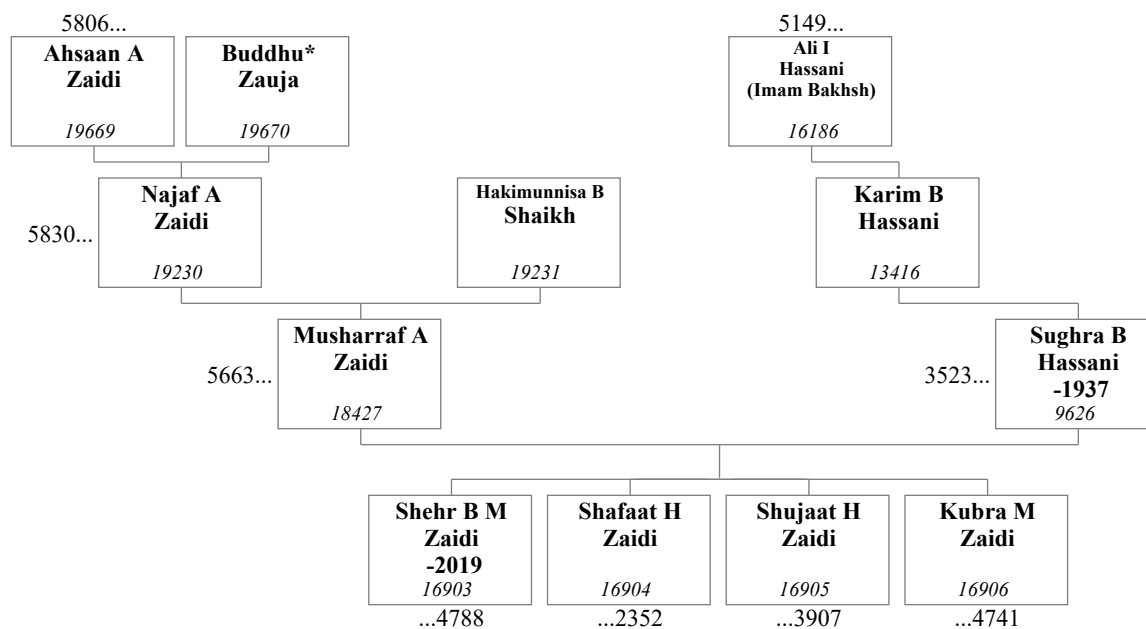 5806...
Ahsaan A
Zaidi
19669
Buddhu*
Zauja
19670
5149...
Ali I
Hassani
(Imam Bakhsh)
16186
5830...
Najaf A
Zaidi
19230
Hakimunnisa B
Shaikh
19231
Karim B
Hassani
13416
5663...
Musharraf A
Zaidi
18427
3523...
Sughra B
Hassani
-1937
9626
Shehr B M
Zaidi
-2019
16903
...4788
Shafaat H
Zaidi
16904
...2352
Shujaat H
Zaidi
16905
...3907
Kubra M
Zaidi
16906
...4741